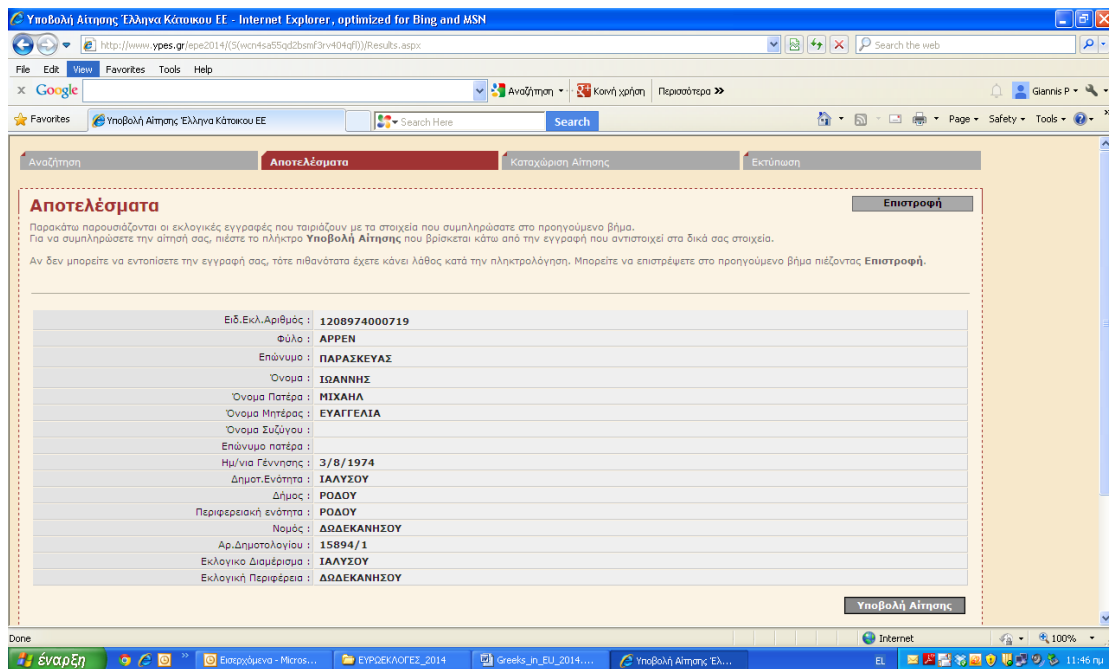 Υποβολή Αίτησης Έλληνα Κάτοικου ΕΕ - Internet Explorer, optimized for Bing and MSN
http://www.ypes.gr/epe2014/(S(wcn4sa55qd2bsmf3rv404qfl))/Results.aspx
Search the web
File Edit View Favorites Tools Help
x Google Αναζήτηση Κοινή χρήση Περισσότερα »
Giannis P
Favorites Υποβολή Αίτησης Έλληνα Κάτοικου ΕΕ Search Here Search Page Safety Tools
Αναζήτηση Αποτελέσματα Καταχώριση Αίτησης Εκτύπωση
Αποτελέσματα Επιστροφή
Παρακάτω παρουσιάζονται οι εκλογικές εγγραφές που ταιριάζουν με τα στοιχεία που συμπληρώσατε στο προηγούμενο βήμα.
Για να συμπληρώσετε την αίτησή σας, πιέστε το πλήκτρο Υποβολή Αίτησης που βρίσκεται κάτω από την εγγραφή που αντιστοιχεί στα δικά σας στοιχεία.
Αν δεν μπορείτε να εντοπίσετε την εγγραφή σας, τότε πιθανότατα έχετε κάνει λάθος κατά την πληκτρολόγηση. Μπορείτε να επιστρέψετε στο προηγούμενο βήμα πιέζοντας Επιστροφή.
Ειδ.Εκλ.Αριθμός : 1208974000719
Φύλο : ΑΡΡΕΝ
Επώνυμο : ΠΑΡΑΣΚΕΥΑΣ
Όνομα : ΙΩΑΝΝΗΣ
Όνομα Πατέρα : ΜΙΧΑΗΛ
Όνομα Μητέρας : ΕΥΑΓΓΕΛΙΑ
Όνομα Συζύγου :
Επώνυμο πατέρα :
Ημ/νια Γέννησης : 3/8/1974
Δημοτ.Ενότητα : ΙΑΛΥΣΟΥ
Δήμος : ΡΟΔΟΥ
Περιφερειακή ενότητα : ΡΟΔΟΥ
Νομός : ΔΩΔΕΚΑΝΗΣΟΥ
Αρ.Δημοτολογίου : 15894/1
Εκλογικο Διαμέρισμα : ΙΑΛΥΣΟΥ
Εκλογική Περιφέρεια : ΔΩΔΕΚΑΝΗΣΟΥ
Υποβολή Αίτησης
Done Internet 100%
έναρξη Εισερχόμενα - Micros... ΕΥΡΩΕΚΛΟΓΕΣ_2014 Greeks_in_EU_2014.... Υποβολή Αίτησης Έλ... EL 11:46 πμ